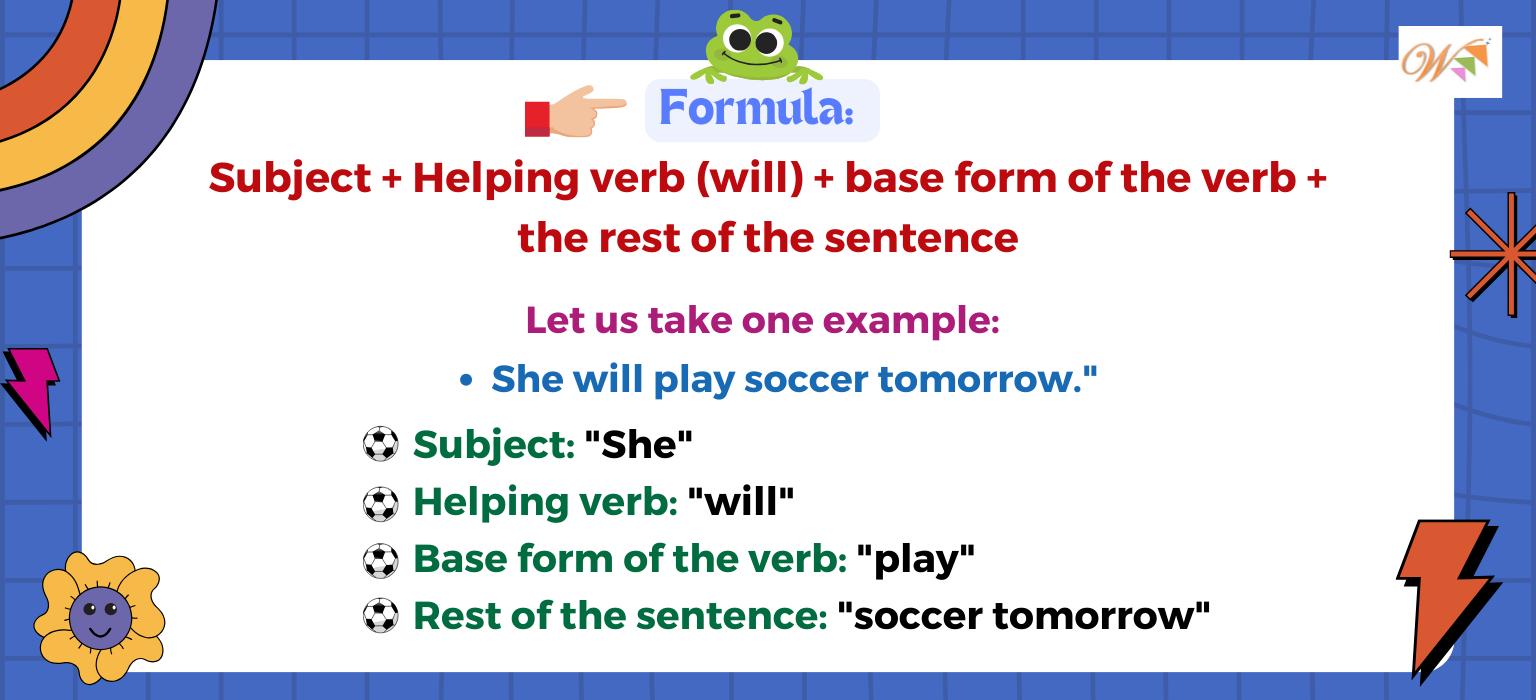 W
Formula:
Subject + Helping verb (will) + base form of the verb +
the rest of the sentence
Let us take one example:
• She will play soccer tomorrow."
Subject: "She"
Helping verb: "will"
Base form of the verb: "play"
Rest of the sentence: "soccer tomorrow"